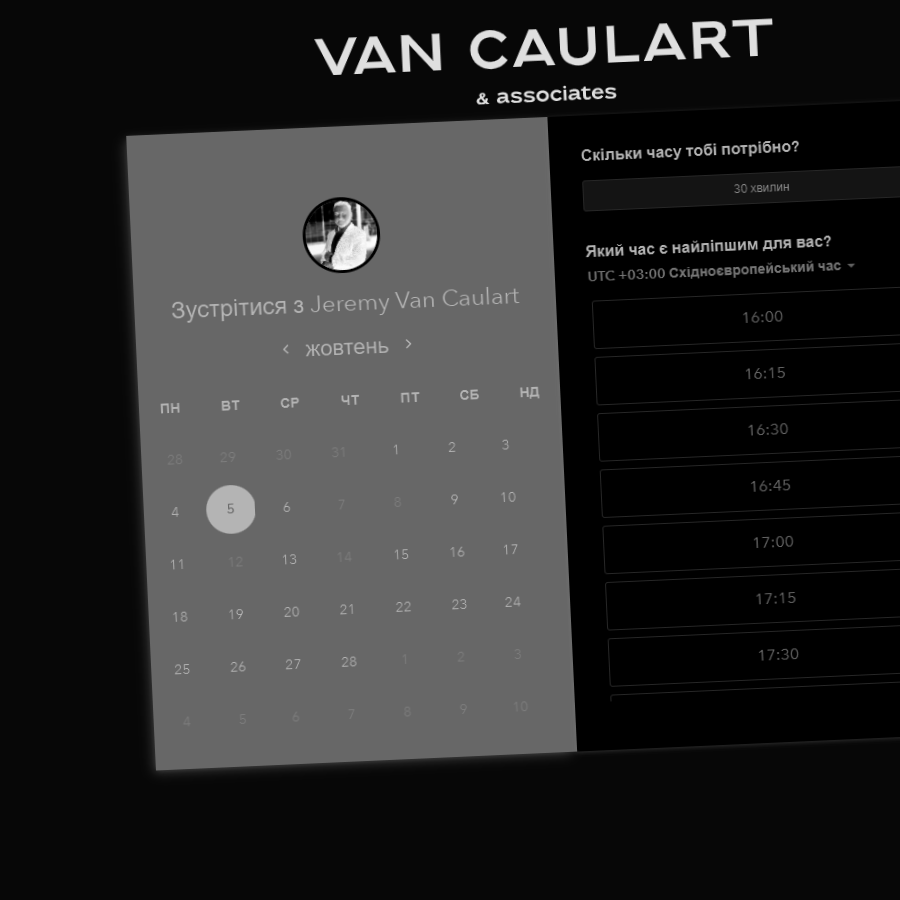 VAN CAULART
& associates
Зустрітися з Jeremy Van Caulart
‹ жовтень ›
ПН ВТ СР ЧТ ПТ СБ НД
28 29 30 31 1 2 3
4 5 6 7 8 9 10
11 12 13 14 15 16 17
18 19 20 21 22 23 24
25 26 27 28 1 2 3
4 5 6 7 8 9 10
Скільки часу тобі потрібно?
30 хвилин
Який час є найліпшим для вас?
UTC +03:00 Східноєвропейський час
16:00
16:15
16:30
16:45
17:00
17:15
17:30